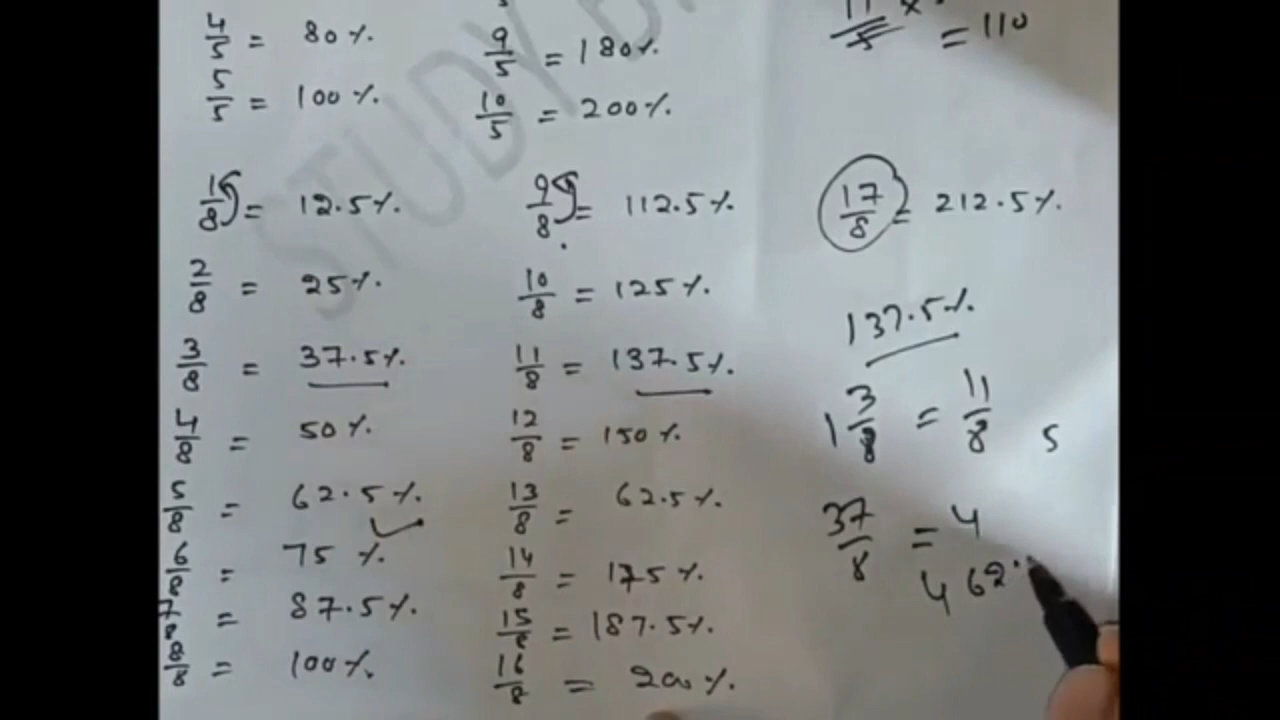 4/5 = 80%
5/5 = 100%
1/8 = 12.5%
2/8 = 25%
3/8 = 37.5%
4/8 = 50%
5/8 = 62.5%
6/8 = 75%
7/8 = 87.5%
8/8 = 100%
9/5 = 180%
10/5 = 200%
9/8 = 112.5%
10/8 = 125%
11/8 = 137.5%
12/8 = 150%
13/8 = 62.5%
14/8 = 175%
15/8 = 187.5%
16/8 = 200%
= 110
17/8 = 212.5%
137.5%
1 3/8 = 11/8 5
37/8 = 4
4 62.
STUDY